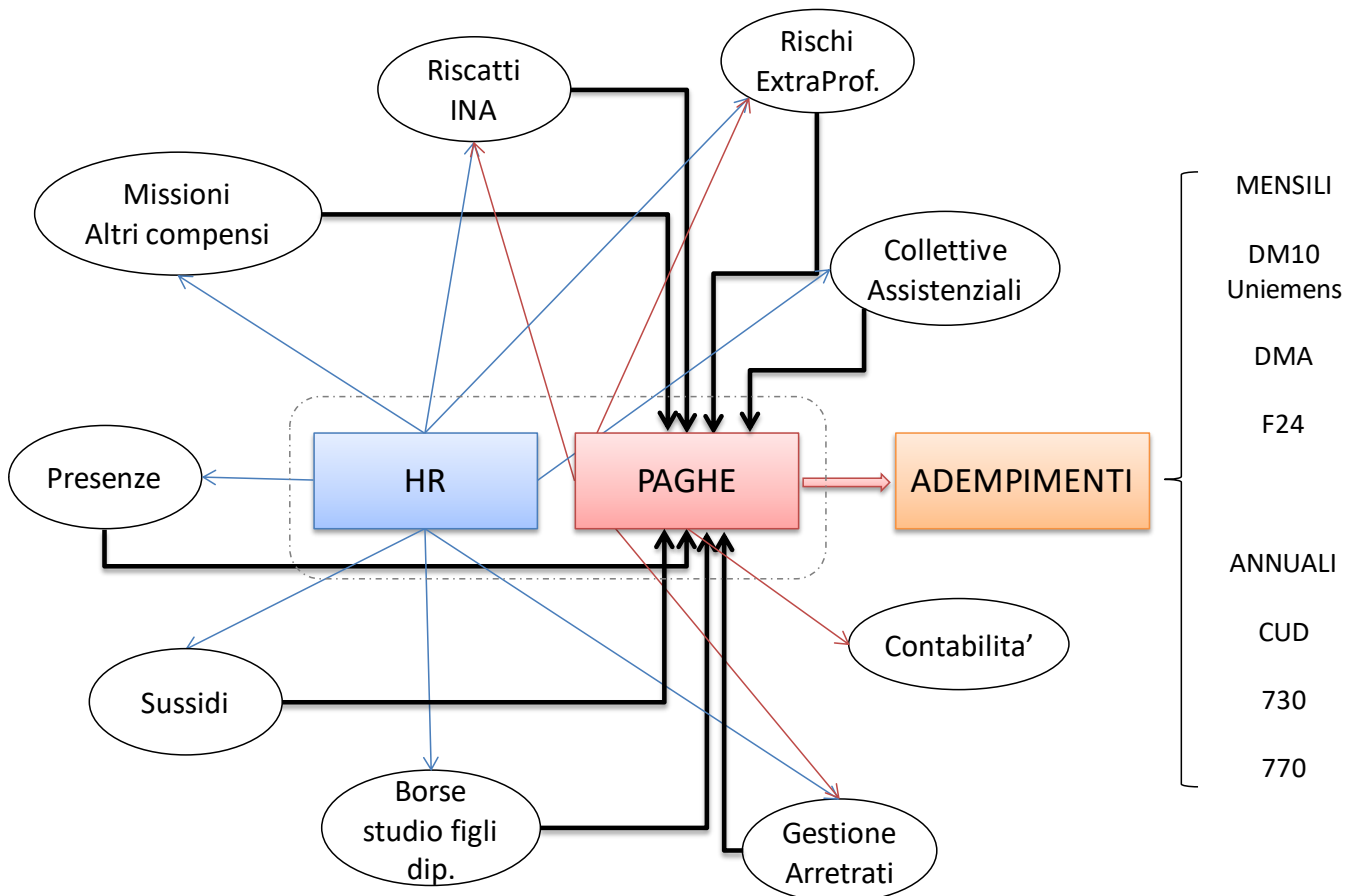 Rischi
ExtraProf.
Riscatti
INA
Missioni
Altri compensi
Collettive
Assistenziali
Presenze
HR
PAGHE
ADEMPIMENTI
Sussidi
Contabilita’
Borse
studio figli
dip.
Gestione
Arretrati
MENSILI
DM10
Uniemens
DMA
F24
ANNUALI
CUD
730
770